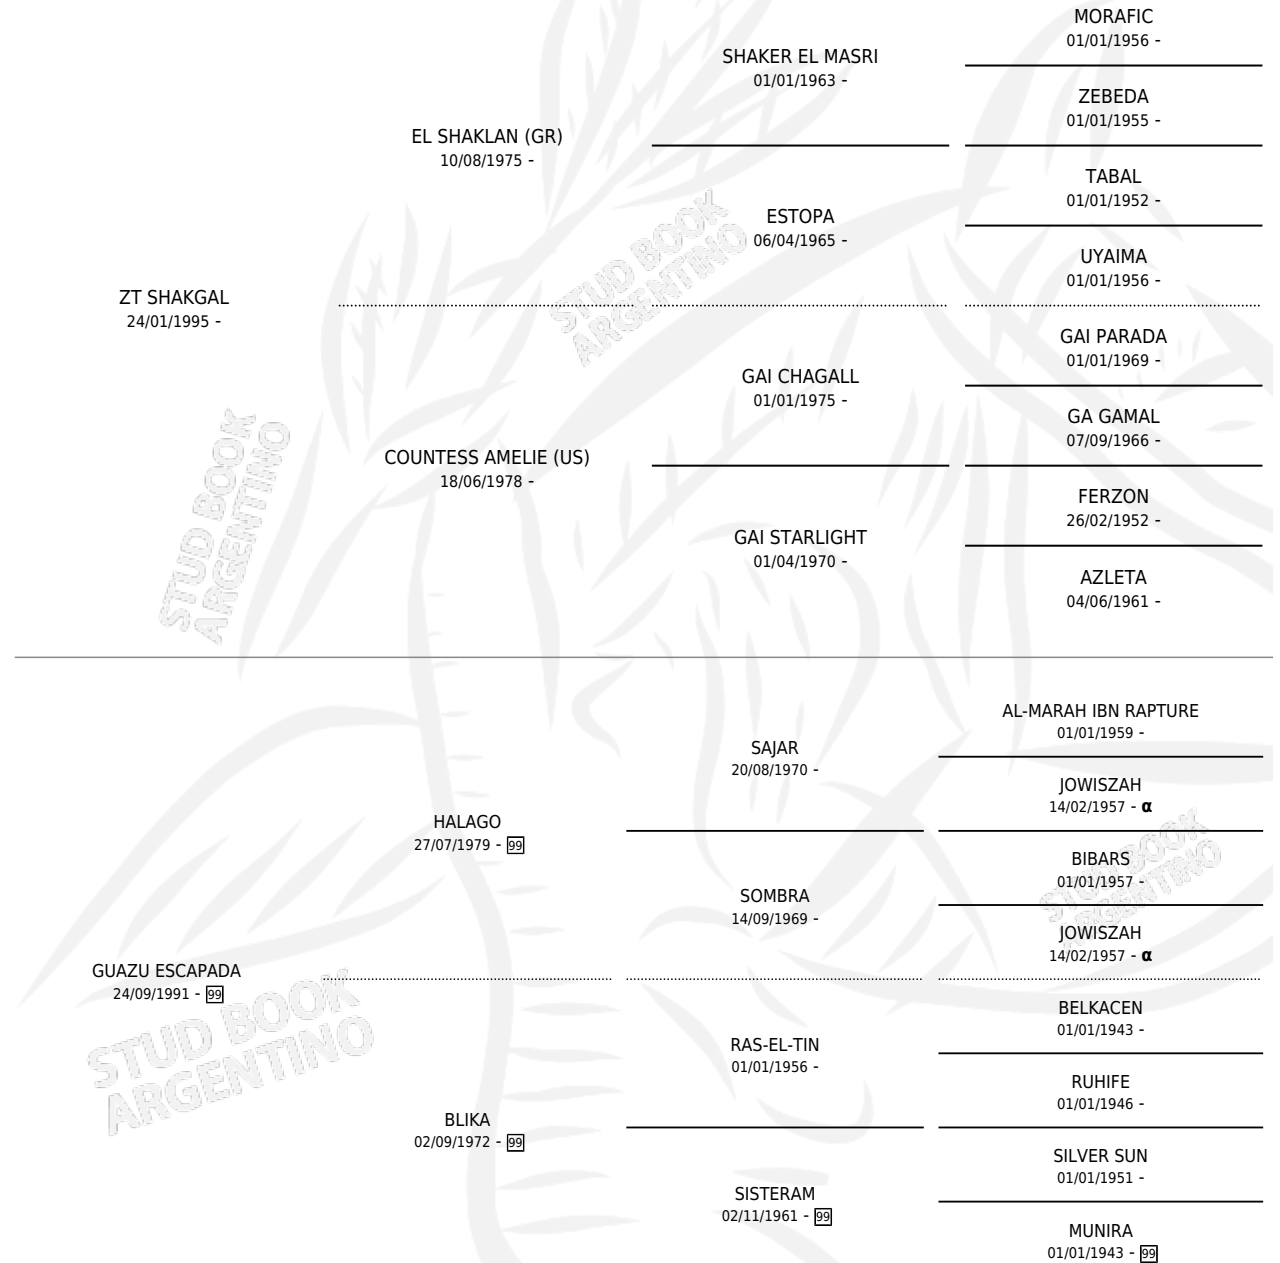 MORAFIC
01/01/1956 -
SHAKER EL MASRI
01/01/1963 -
ZEBEDA
01/01/1955 -
EL SHAKLAN (GR)
10/08/1975 -
TABAL
01/01/1952 -
ESTOPA
06/04/1965 -
UYAIMA
01/01/1956 -
ZT SHAKGAL
24/01/1995 -
GAI PARADA
01/01/1969 -
GAI CHAGALL
01/01/1975 -
GA GAMAL
07/09/1966 -
COUNTESS AMELIE (US)
18/06/1978 -
FERZON
26/02/1952 -
GAI STARLIGHT
01/04/1970 -
AZLETA
04/06/1961 -
AL-MARAH IBN RAPTURE
01/01/1959 -
SAJAR
20/08/1970 -
JOWISZAH
14/02/1957 - α
HALAGO
27/07/1979 - 99
BIBARS
01/01/1957 -
SOMBRA
14/09/1969 -
JOWISZAH
14/02/1957 - α
GUAZU ESCAPADA
24/09/1991 - 99
BELKACEN
01/01/1943 -
RAS-EL-TIN
01/01/1956 -
RUHIFE
01/01/1946 -
BLIKA
02/09/1972 - 99
SILVER SUN
01/01/1951 -
SISTERAM
02/11/1961 - 99
MUNIRA
01/01/1943 - 99
STUD BOOK
ARGENTINO
STUD BOOK
ARGENTINO
STUD BOOK
ARGENTINO
STUD BOOK
ARGENTINO